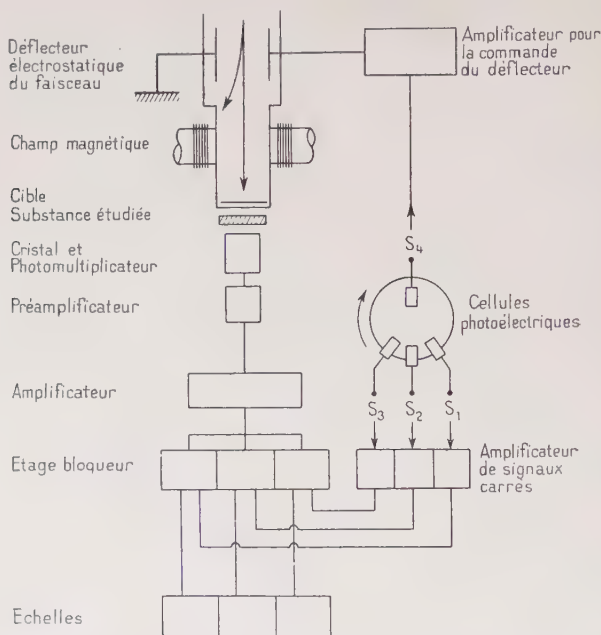 Déflecteur
électrostatique
du faisceau
Amplificateur pour
la commande
du déflecteur
Champ magnétique
Cible
Substance étudiée
S4
Cristal et
Photomultiplicateur
Cellules
photoélectriques
Préamplificateur
Amplificateur
S3 S2 S1
Etage bloqueur
Amplificateur
de signaux
carrés
Echelles